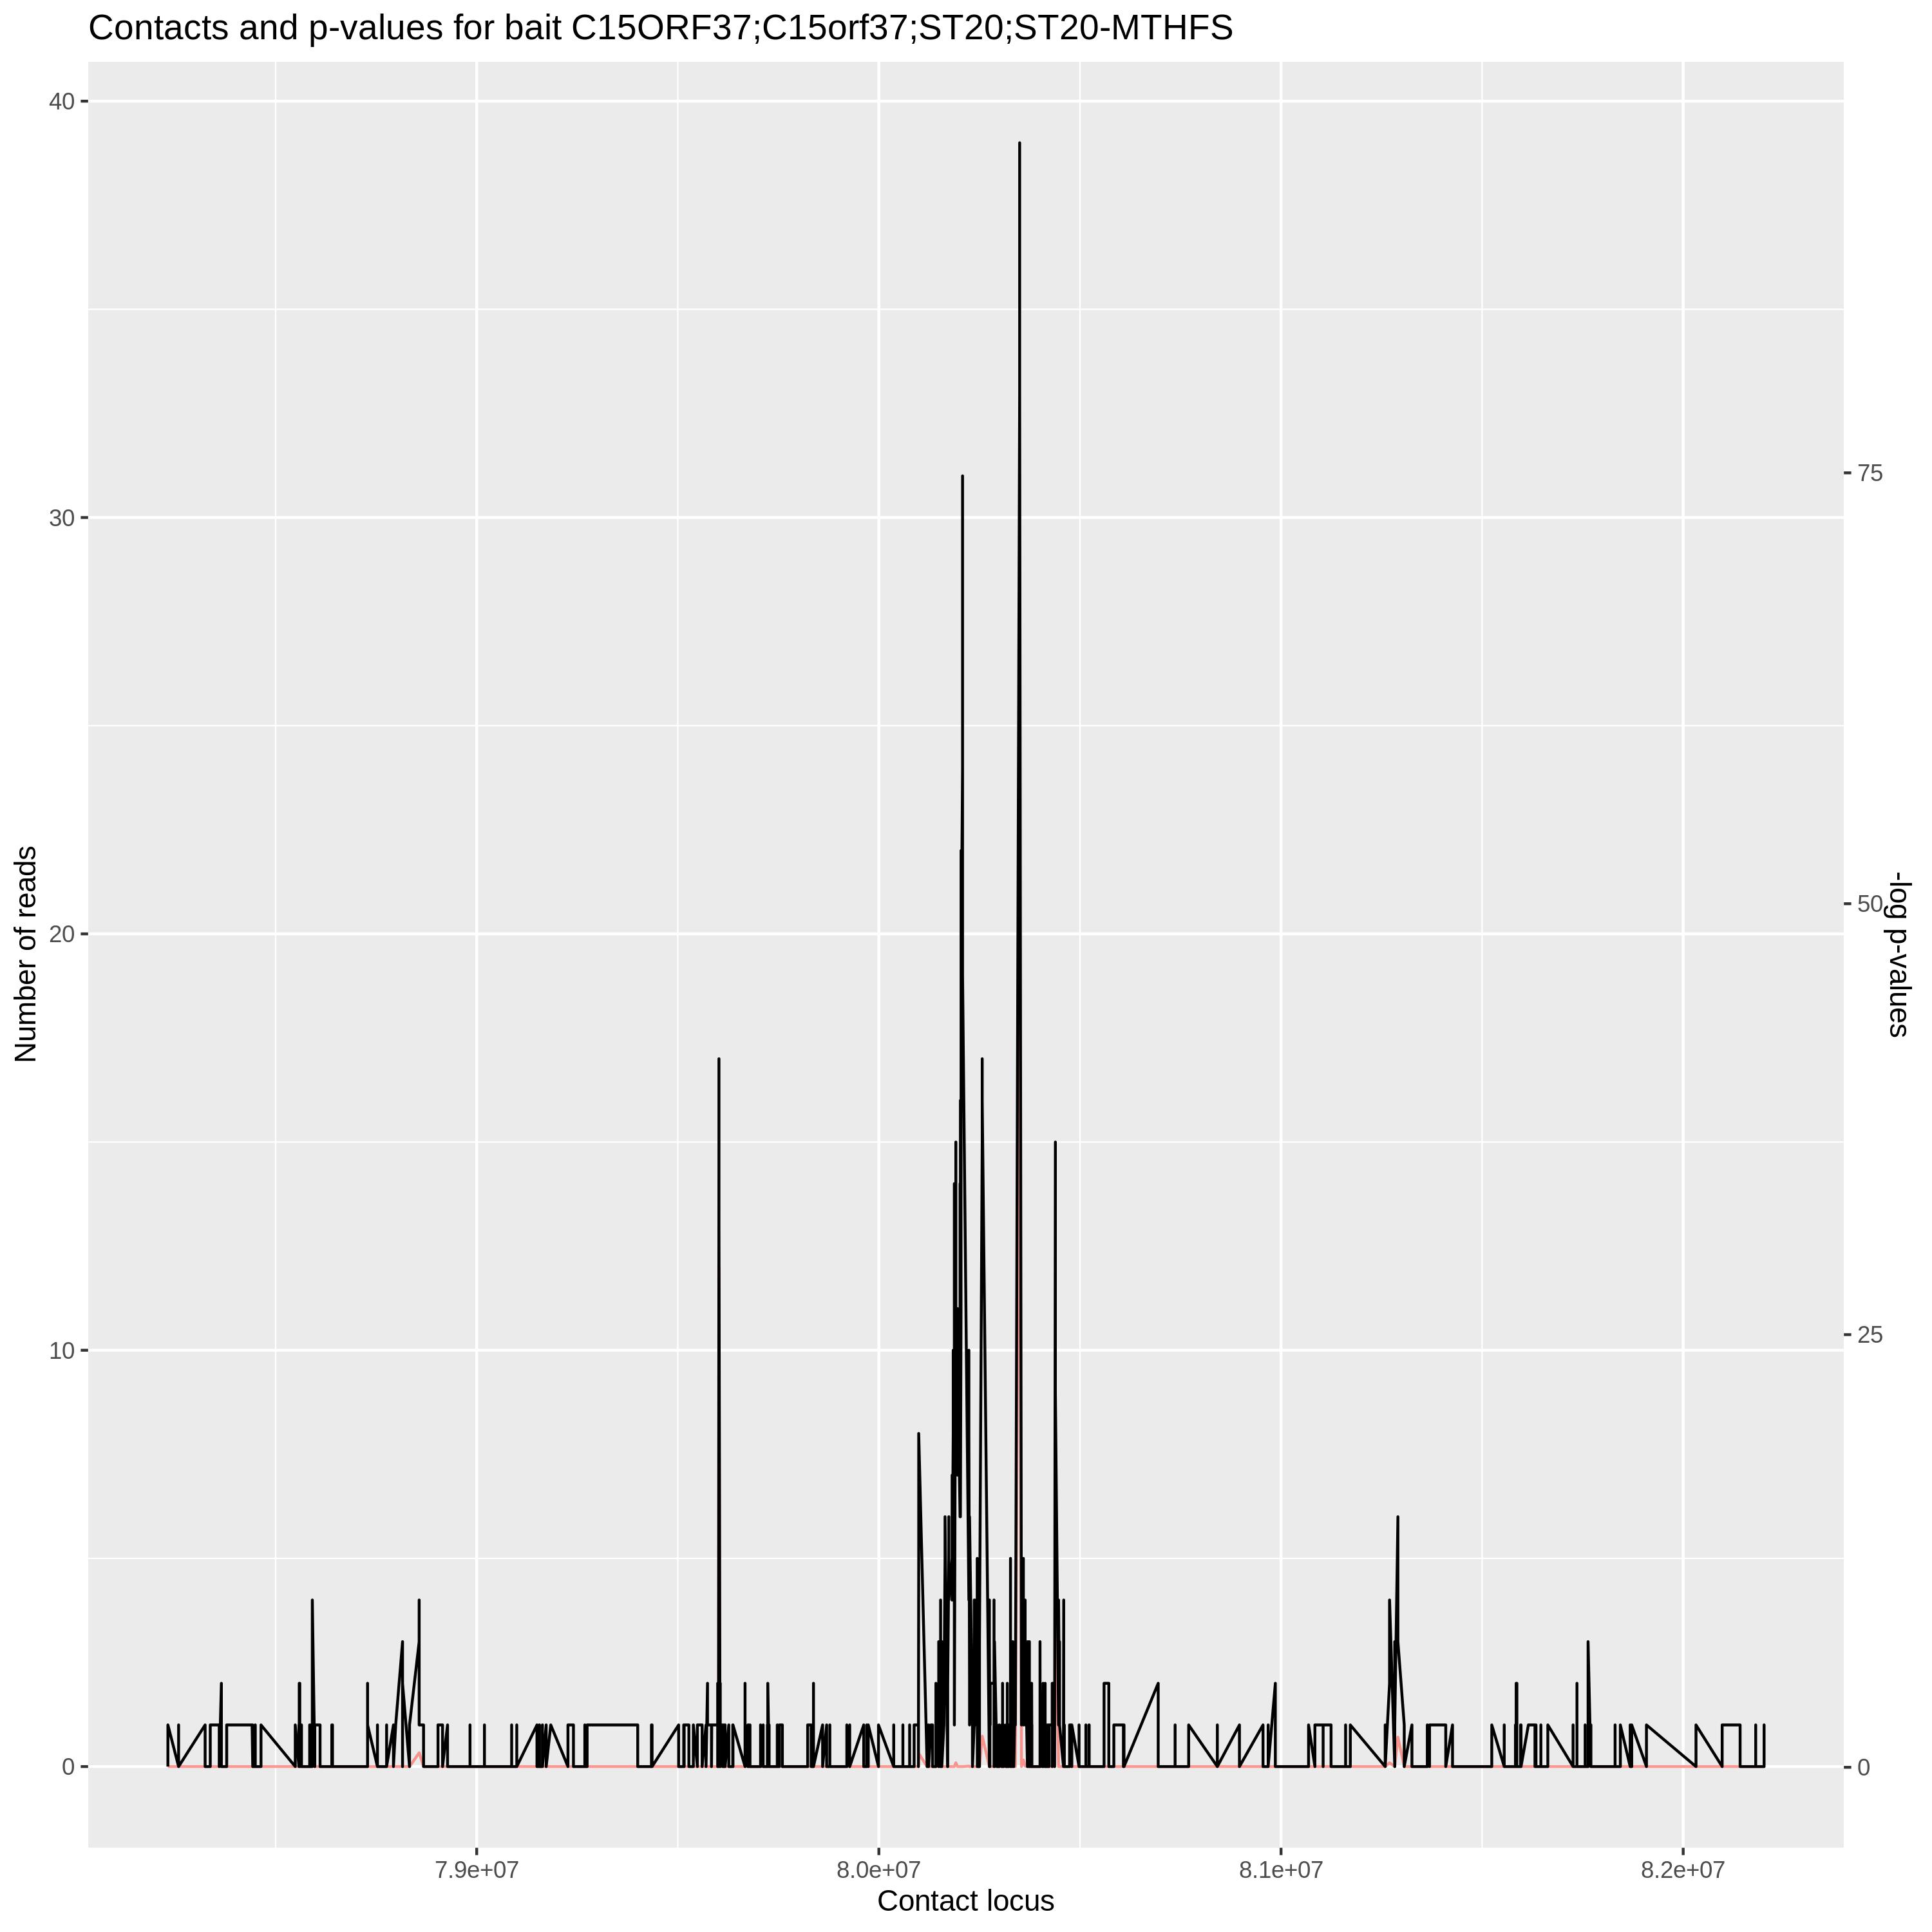 Contacts and p-values for bait C15ORF37;C15orf37;ST20;ST20-MTHFS
40
30
20
10
0
Number of reads
75
50
25
0
-log p-values
7.9e+07
8.0e+07
8.1e+07
8.2e+07
Contact locus